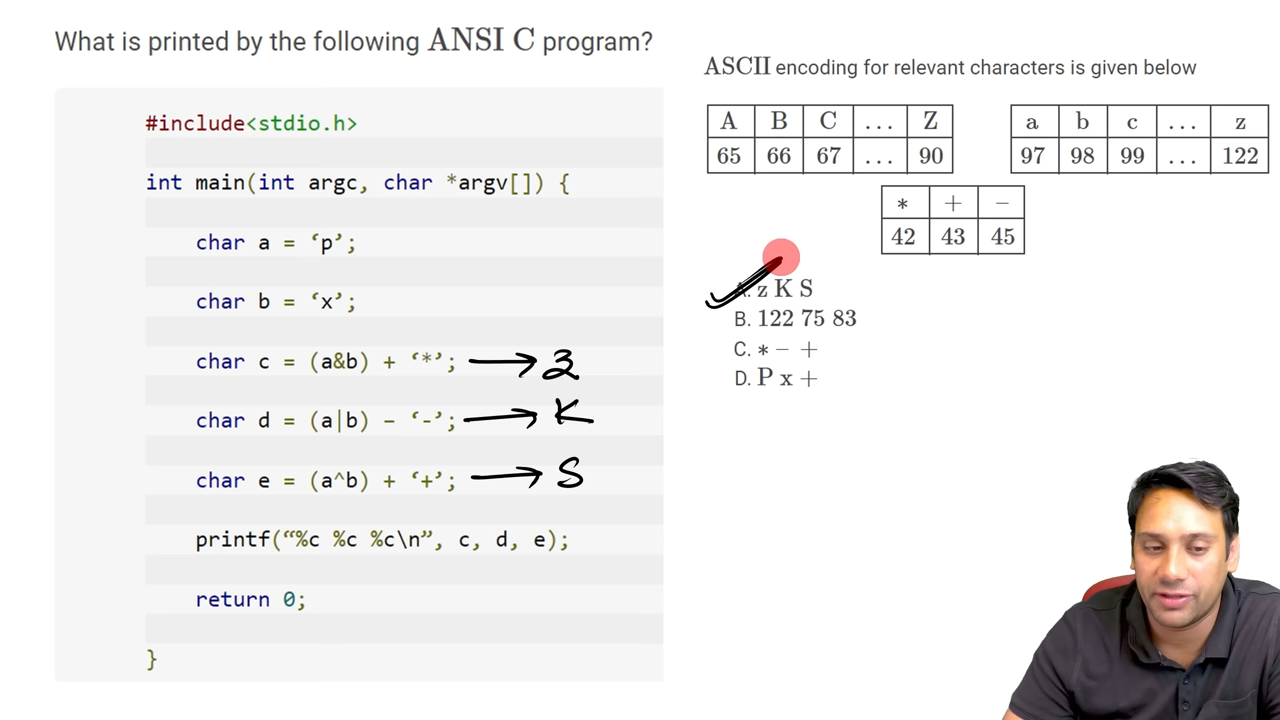 What is printed by the following ANSI C program?
#include<stdio.h>
int main(int argc, char *argv[]) {
char a = ‘p’;
char b = ‘x’;
char c = (a&b) + ‘*’; → z
char d = (a|b) – ‘-’; → K
char e = (a^b) + ‘+’; → S
printf(“%c %c %c\n”, c, d, e);
return 0;
}
ASCII encoding for relevant characters is given below
A B C ... Z
65 66 67 ... 90
a b c ... z
97 98 99 ... 122
* + −
42 43 45
A. z K S
B. 122 75 83
C. * − +
D. P x +